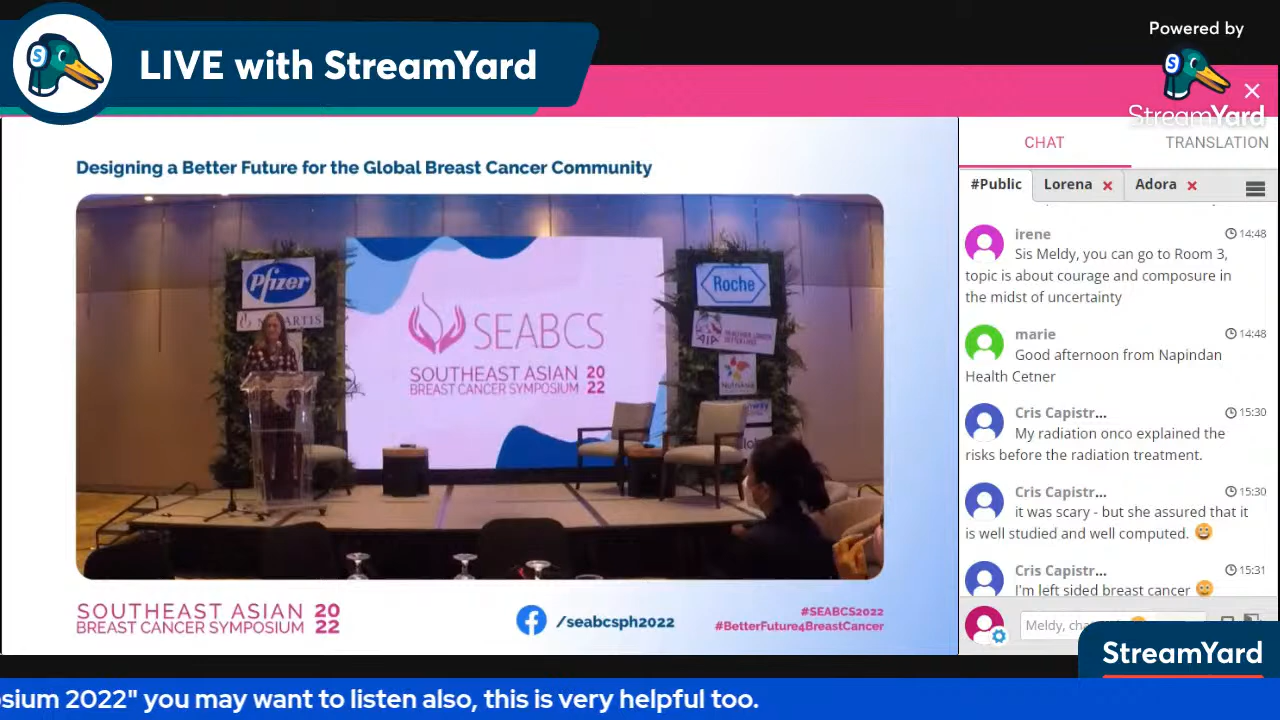 LIVE with StreamYard
Powered by
StreamYard
CHAT
TRANSLATION
#Public
Lorena
Adora
Designing a Better Future for the Global Breast Cancer Community
Pfizer
Roche
SEABCS
SOUTHEAST ASIAN 20
BREAST CANCER SYMPOSIUM 22
irene
14:48
Sis Meldy, you can go to Room 3,
topic is about courage and composure in
the midst of uncertainty
marie
14:48
Good afternoon from Napindan
Health Cetner
Cris Capistr...
15:30
My radiation onco explained the
risks before the radiation treatment.
Cris Capistr...
15:30
it was scary - but she assured that it
is well studied and well computed.
Cris Capistr...
15:31
I'm left sided breast cancer
SOUTHEAST ASIAN 20
BREAST CANCER SYMPOSIUM 22
/seabcsph2022
#SEABCS2022
#BetterFuture4BreastCancer
Meldy,
StreamYard
osium 2022" you may want to listen also, this is very helpful too.